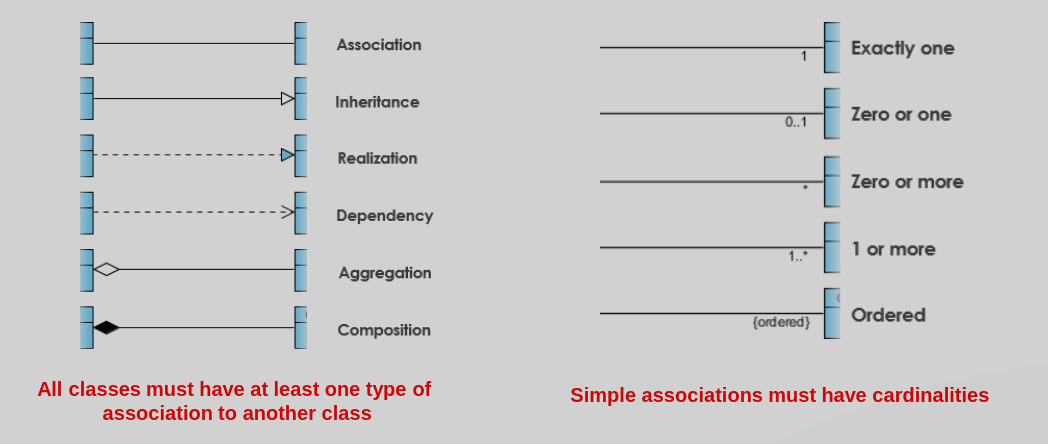 Association
Inheritance
Realization
Dependency
Aggregation
Composition
All classes must have at least one type of
association to another class
1
Exactly one
0..1
Zero or one
*
Zero or more
1..*
1 or more
{ordered}
Ordered
Simple associations must have cardinalities